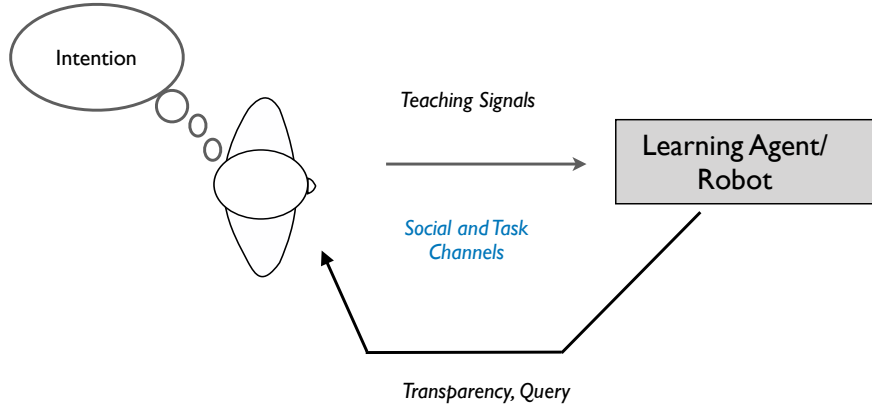 Intention
Teaching Signals
Learning Agent/
Robot
Social and Task
Channels
Transparency, Query